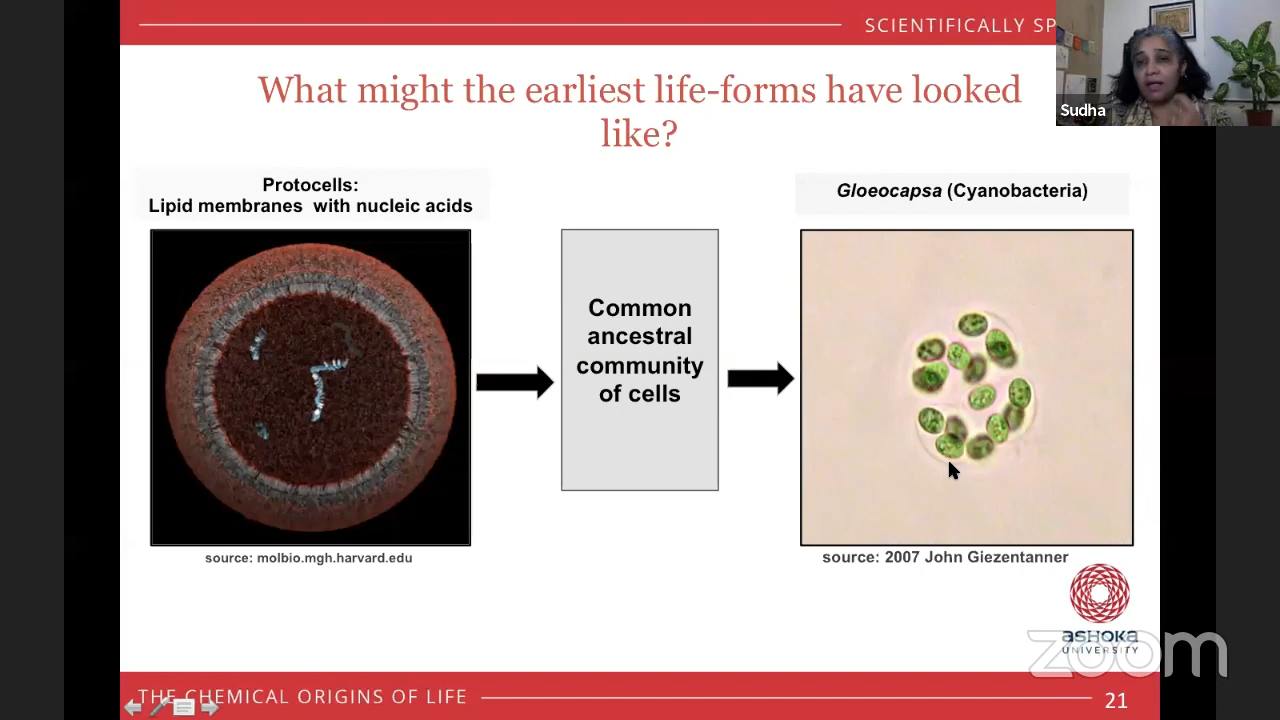 SCIENTIFICALLY SP
What might the earliest life-forms have looked
like?
Sudha
Protocells:
Lipid membranes with nucleic acids
Gloeocapsa (Cyanobacteria)
Common
ancestral
community
of cells
source: molbio.mgh.harvard.edu
source: 2007 John Giezentanner
ASHOKA
UNIVERSITY
zoom
THE CHEMICAL ORIGINS OF LIFE
21